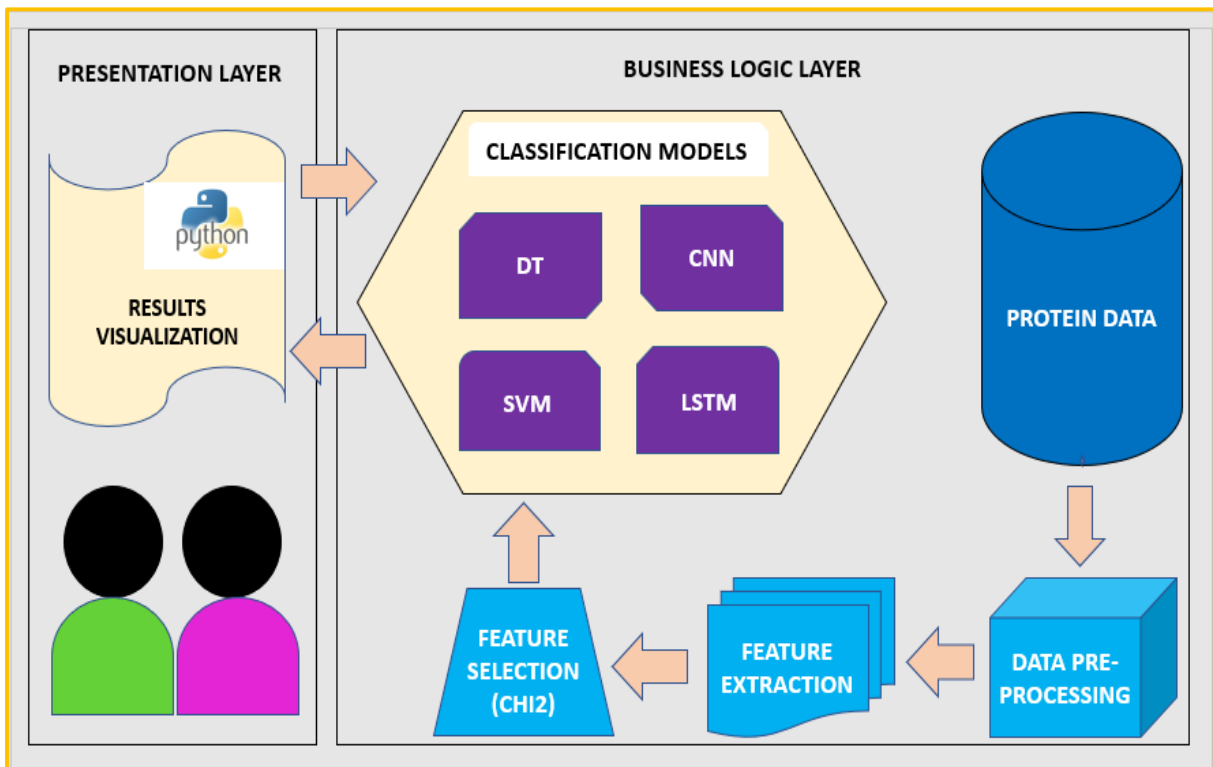 PRESENTATION LAYER
python
RESULTS
VISUALIZATION
BUSINESS LOGIC LAYER
CLASSIFICATION MODELS
DT
CNN
SVM
LSTM
PROTEIN DATA
DATA PRE-
PROCESSING
FEATURE
EXTRACTION
FEATURE
SELECTION
(CHI2)